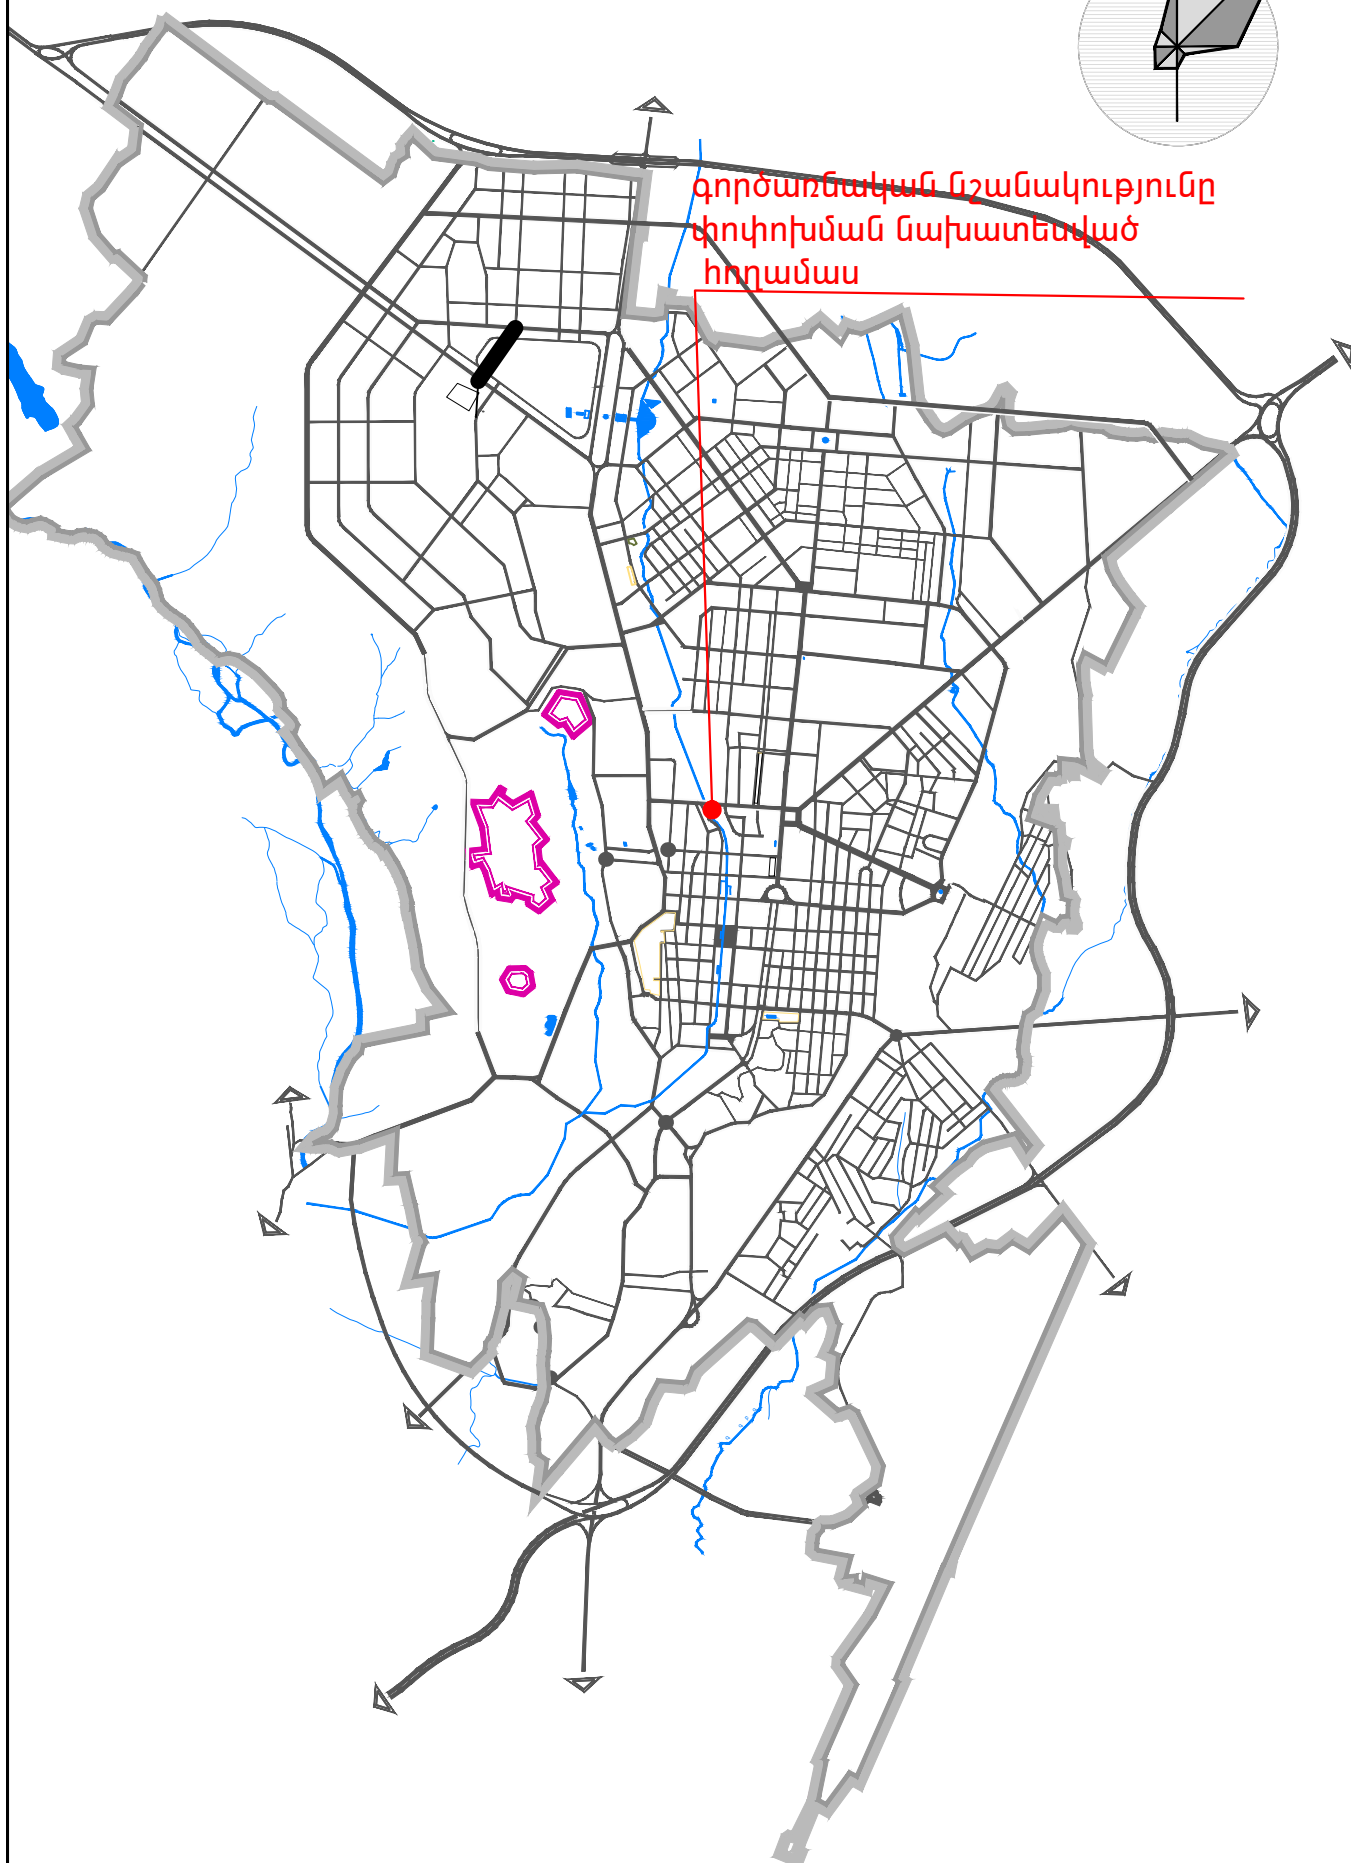 գործառնական նշանակությունը
փոփոխման նախատեսված
հողամաս